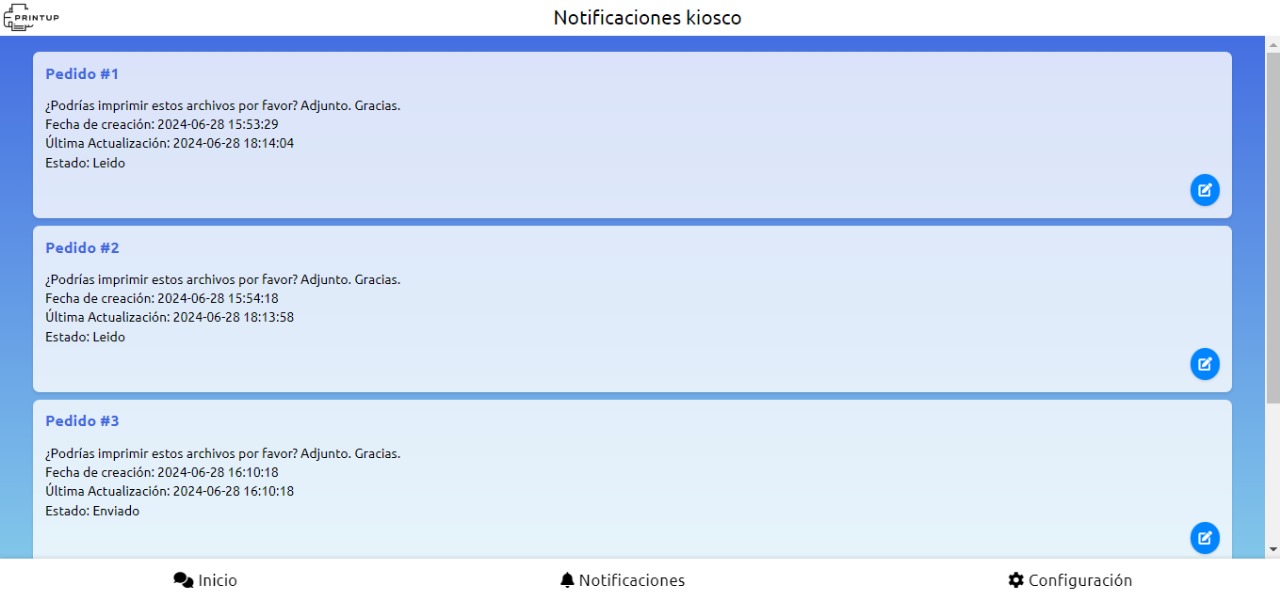 PRINTUP
Notificaciones kiosco
Pedido #1
¿Podrías imprimir estos archivos por favor? Adjunto. Gracias.
Fecha de creación: 2024-06-28 15:53:29
Última Actualización: 2024-06-28 18:14:04
Estado: Leido
Pedido #2
¿Podrías imprimir estos archivos por favor? Adjunto. Gracias.
Fecha de creación: 2024-06-28 15:54:18
Última Actualización: 2024-06-28 18:13:58
Estado: Leido
Pedido #3
¿Podrías imprimir estos archivos por favor? Adjunto. Gracias.
Fecha de creación: 2024-06-28 16:10:18
Última Actualización: 2024-06-28 16:10:18
Estado: Enviado
Inicio
Notificaciones
Configuración